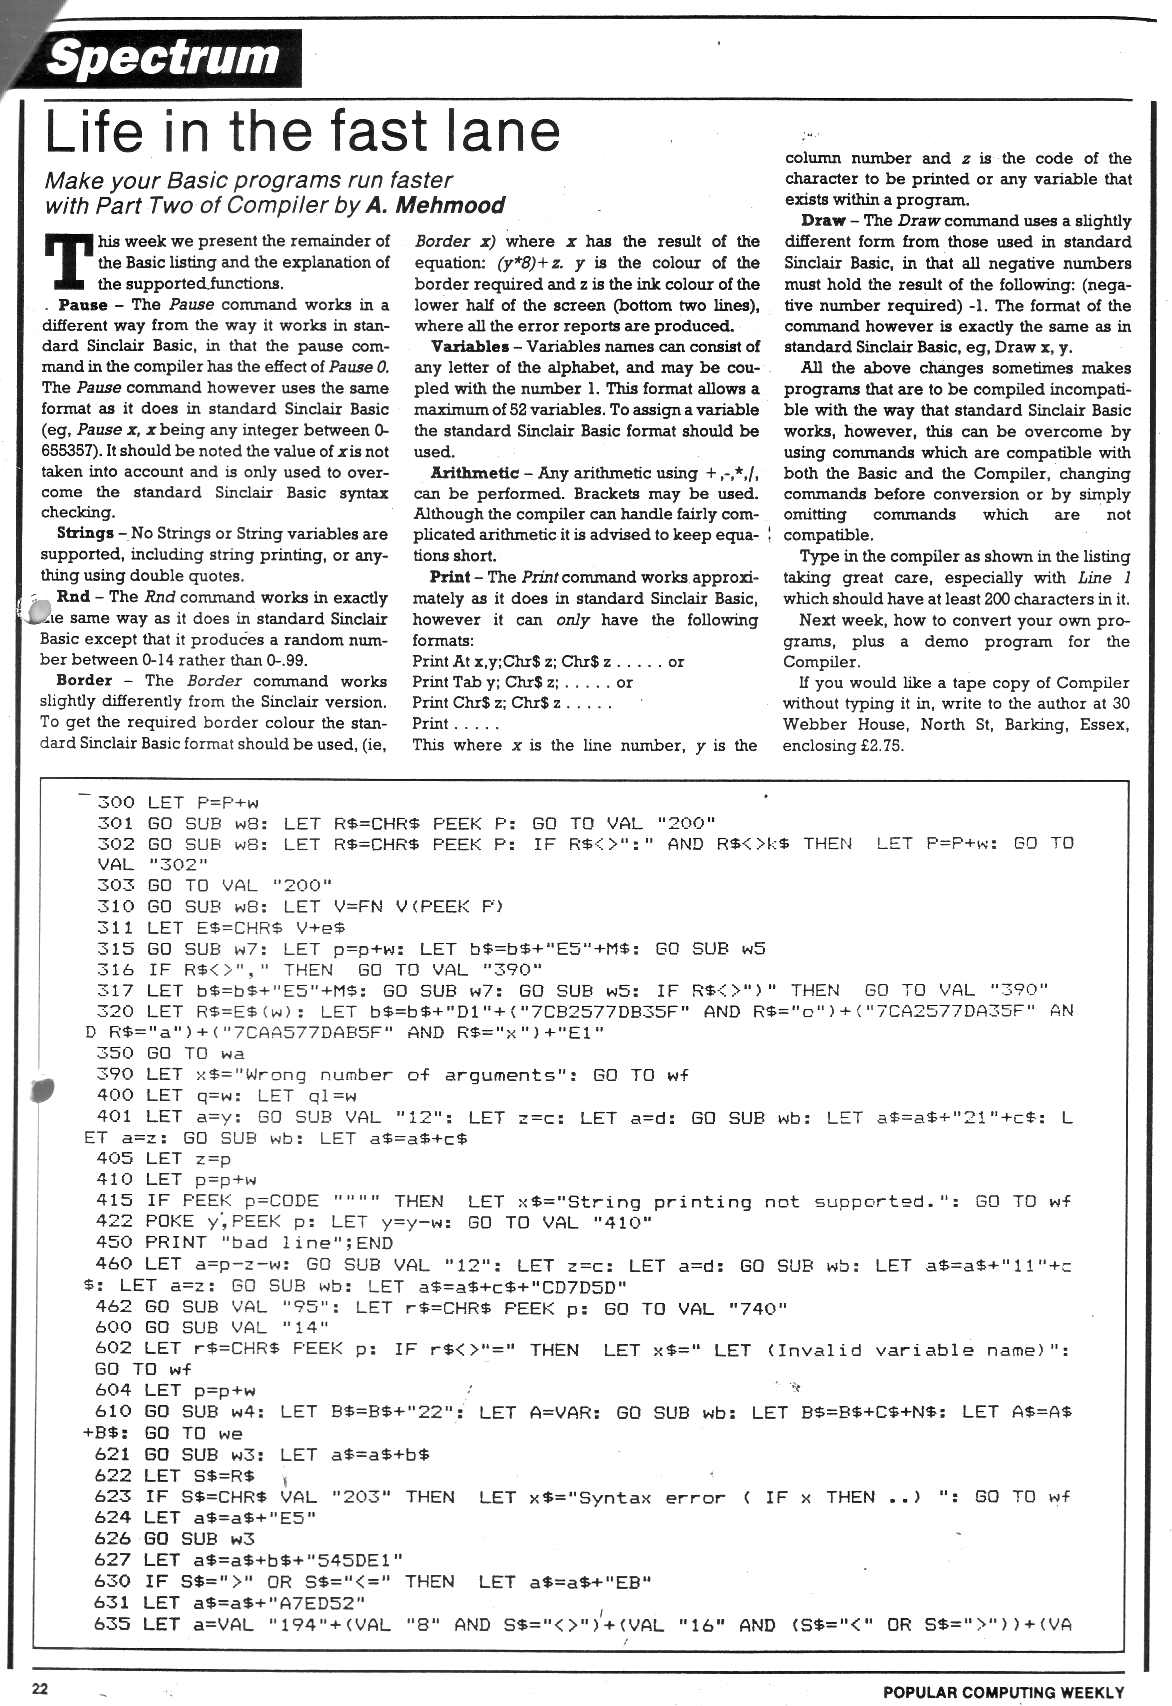 Spectrum
Life in the fast lane
Make your Basic programs run faster
with Part Two of Compiler by A. Mehmood
This week we present the remainder of
the Basic listing and the explanation of
the supported functions.
Pause – The Pause command works in a
different way from the way it works in stan-
dard Sinclair Basic, in that the pause com-
mand in the compiler has the effect of Pause 0.
The Pause command however uses the same
format as it does in standard Sinclair Basic
(eg, Pause x, x being any integer between 0-
655357). It should be noted the value of x is not
taken into account and is only used to over-
come the standard Sinclair Basic syntax
checking.
Strings – No Strings or String variables are
supported, including string printing, or any-
thing using double quotes.
Rnd – The Rnd command works in exactly
same way as it does in standard Sinclair
Basic except that it produces a random num-
ber between 0-14 rather than 0-.99.
Border – The Border command works
slightly differently from the Sinclair version.
To get the required border colour the stan-
dard Sinclair Basic format should be used, (ie,
Border x) where x has the result of the
equation: (y*8)+z. y is the colour of the
border required and z is the ink colour of the
lower half of the screen (bottom two lines),
where all the error reports are produced.
Variables – Variables names can consist of
any letter of the alphabet, and may be cou-
pled with the number 1. This format allows a
maximum of 52 variables. To assign a variable
the standard Sinclair Basic format should be
used.
Arithmetic – Any arithmetic using +,-,*,/,
can be performed. Brackets may be used.
Although the compiler can handle fairly com-
plicated arithmetic it is advised to keep equa-
tions short.
Print – The Print command works approxi-
mately as it does in standard Sinclair Basic,
however it can only have the following
formats:
Print At x,y;Chr$ z; Chr$ z . . . . . or
Print Tab y; Chr$ z; . . . . . or
Print Chr$ z; Chr$ z . . . . .
Print . . . . .
This where x is the line number, y is the
column number and z is the code of the
character to be printed or any variable that
exists within a program.
Draw – The Draw command uses a slightly
different form from those used in standard
Sinclair Basic, in that all negative numbers
must hold the result of the following: (nega-
tive number required) -1. The format of the
command however is exactly the same as in
standard Sinclair Basic, eg, Draw x, y.
All the above changes sometimes makes
programs that are to be compiled incompati-
ble with the way that standard Sinclair Basic
works, however, this can be overcome by
using commands which are compatible with
both the Basic and the Compiler, changing
commands before conversion or by simply
omitting commands which are not
compatible.
Type in the compiler as shown in the listing
taking great care, especially with Line 1
which should have at least 200 characters in it.
Next week, how to convert your own pro-
grams, plus a demo program for the
Compiler.
If you would like a tape copy of Compiler
without typing it in, write to the author at 30
Webber House, North St, Barking, Essex,
enclosing £2.75.
300 LET P=P+w
301 GO SUB w8: LET R$=CHR$ PEEK P: GO TO VAL "200"
302 GO SUB w8: LET R$=CHR$ PEEK P: IF R$<>":" AND R$<>k$ THEN  LET P=P+w: GO TO
VAL "302"
303 GO TO VAL "200"
310 GO SUB w8: LET V=FN V(PEEK P)
311 LET E$=CHR$ V+e$
315 GO SUB w7: LET p=p+w: LET b$=b$+"E5"+M$: GO SUB w5
316 IF R$<>"," THEN  GO TO VAL "390"
317 LET b$=b$+"E5"+M$: GO SUB w7: GO SUB w5: IF R$<>")" THEN  GO TO VAL "390"
320 LET R$=E$(w): LET b$=b$+"D1"+("7CB2577DB35F" AND R$="o")+("7CA2577DA35F" AN
D R$="a")+("7CAA577DAB5F" AND R$="x")+"E1"
350 GO TO wa
390 LET x$="Wrong number of arguments": GO TO wf
400 LET q=w: LET q1=w
401 LET a=y: GO SUB VAL "12": LET z=c: LET a=d: GO SUB wb: LET a$=a$+"21"+c$: L
ET a=z: GO SUB wb: LET a$=a$+c$
405 LET z=p
410 LET p=p+w
415 IF PEEK p=CODE """" THEN  LET x$="String printing not supported.": GO TO wf
422 POKE y,PEEK p: LET y=y-w: GO TO VAL "410"
450 PRINT "bad line";END
460 LET a=p-z-w: GO SUB VAL "12": LET z=c: LET a=d: GO SUB wb: LET a$=a$+"11"+c
$: LET a=z: GO SUB wb: LET a$=a$+c$+"CD7D5D"
462 GO SUB VAL "95": LET r$=CHR$ PEEK p: GO TO VAL "740"
600 GO SUB VAL "14"
602 LET r$=CHR$ PEEK p: IF r$<>"=" THEN  LET x$=" LET (Invalid variable name)":
GO TO wf
604 LET p=p+w
610 GO SUB w4: LET B$=B$+"22": LET A=VAR: GO SUB wb: LET B$=B$+C$+N$: LET A$=A$
+B$: GO TO we
621 GO SUB w3: LET a$=a$+b$
622 LET S$=R$
623 IF S$=CHR$ VAL "203" THEN  LET x$="Syntax error ( IF x THEN ..) ": GO TO wf
624 LET a$=a$+"E5"
626 GO SUB w3
627 LET a$=a$+b$+"545DE1"
630 IF S$=">" OR S$="<=" THEN  LET a$=a$+"EB"
631 LET a$=a$+"A7ED52"
635 LET a=VAL "194"+(VAL "8" AND S$="<>")+(VAL "16" AND (S$="<" OR S$=">"))+(VA
22
POPULAR COMPUTING WEEKLY